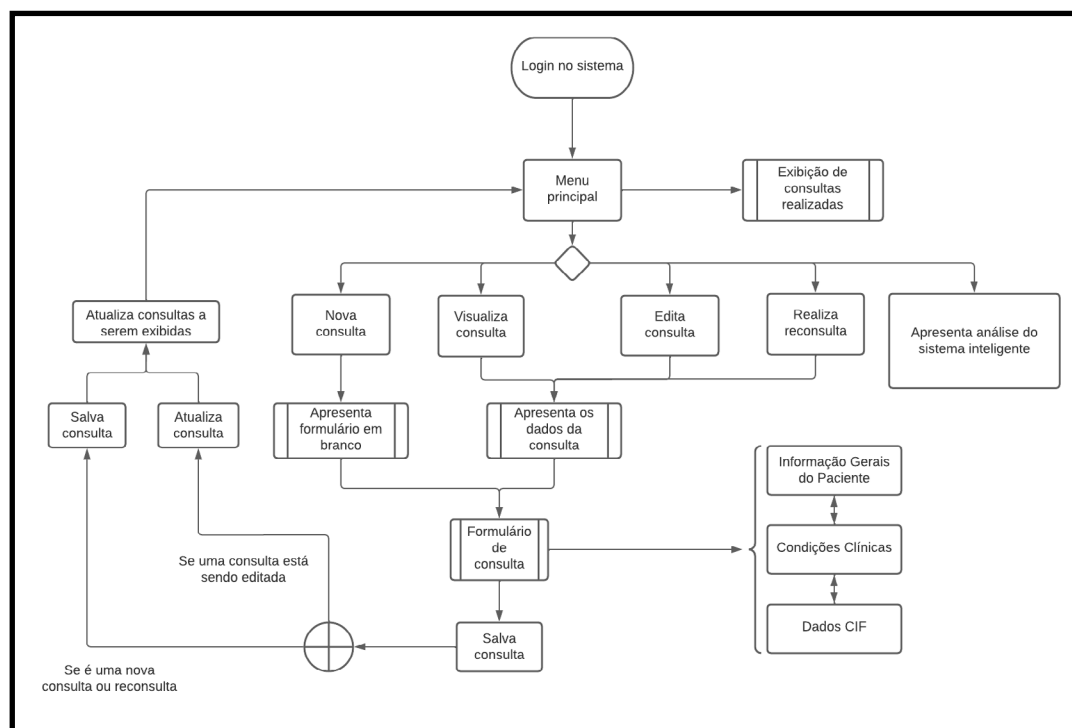 Login no sistema
Menu
principal
Exibição de
consultas
realizadas
Atualiza consultas a
serem exibidas
Nova
consulta
Visualiza
consulta
Edita
consulta
Realiza
reconsulta
Apresenta análise do
sistema inteligente
Salva
consulta
Atualiza
consulta
Apresenta
formulário em
branco
Apresenta os
dados da
consulta
Informação Gerais
do Paciente
Formulário
de
consulta
Condições Clínicas
Se uma consulta está
sendo editada
Dados CIF
Salva
consulta
Se é uma nova
consulta ou reconsulta